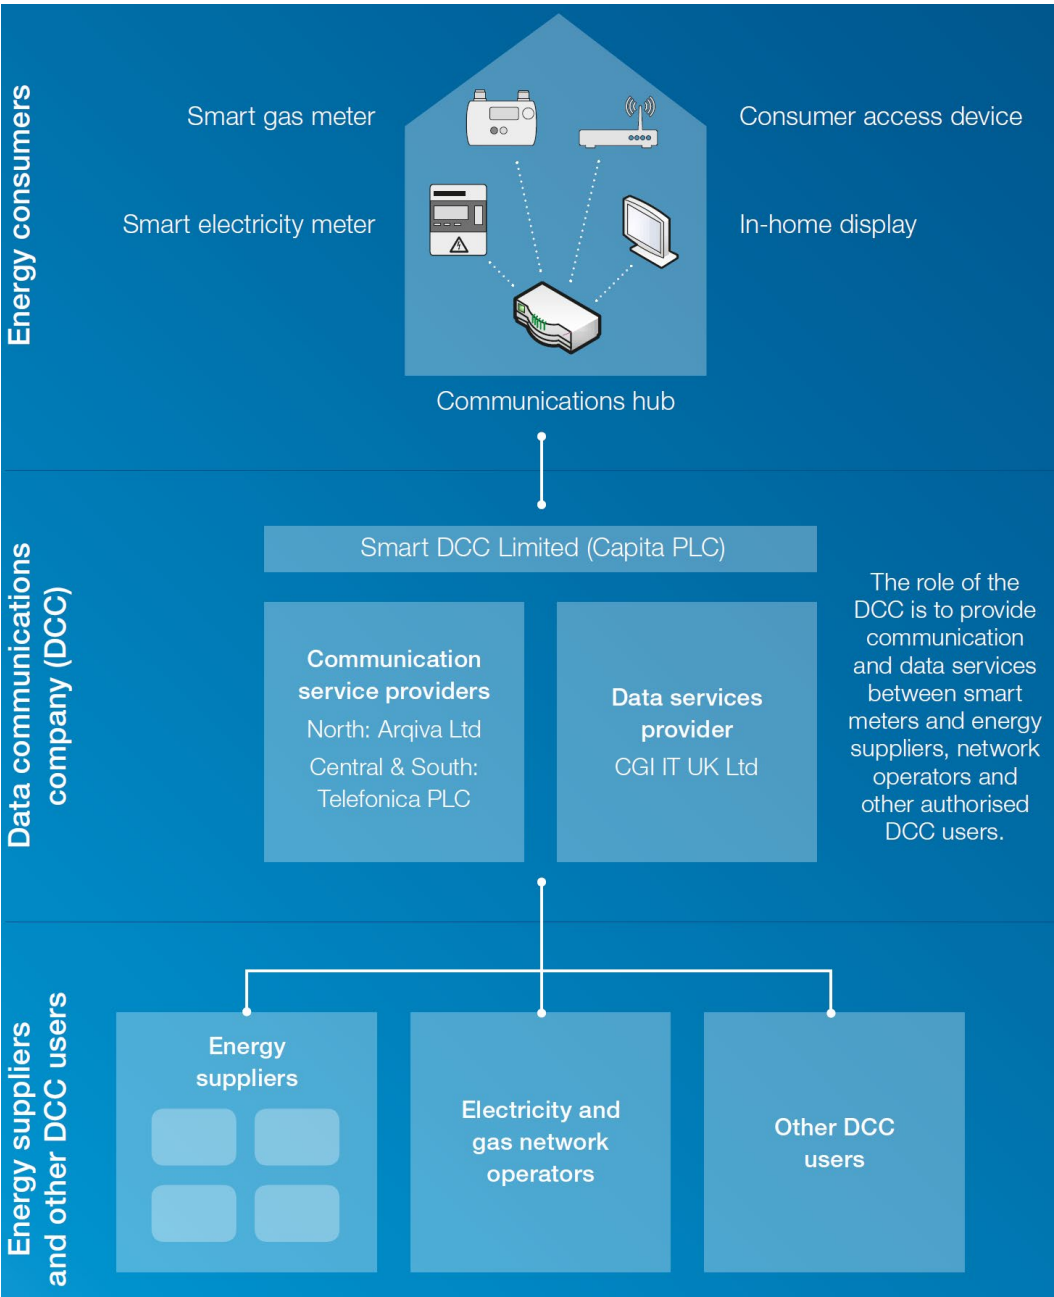 Energy consumers
Smart gas meter
Consumer access device
Smart electricity meter
In-home display
Communications hub
Data communications
company (DCC)
Smart DCC Limited (Capita PLC)
Communication
service providers
North: Arqiva Ltd
Central & South:
Telefonica PLC
Data services
provider
CGI IT UK Ltd
The role of the
DCC is to provide
communication
and data services
between smart
meters and energy
suppliers, network
operators and
other authorised
DCC users.
Energy suppliers
and other DCC users
Energy
suppliers
Electricity and
gas network
operators
Other DCC
users